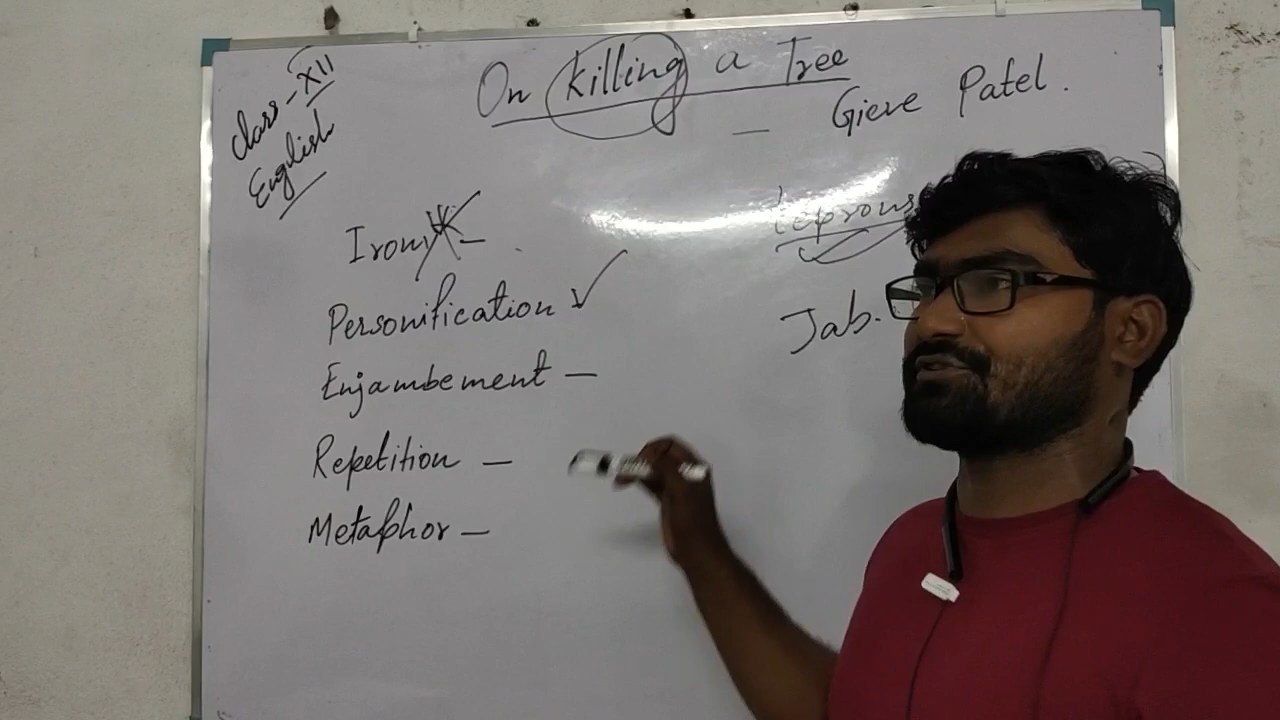 Class - XII
English
On Killing a Tree
- Gieve Patel.
Irony -
Leprous
Jab.
Personification ✓
Enjambement -
Repetition -
Metaphor -